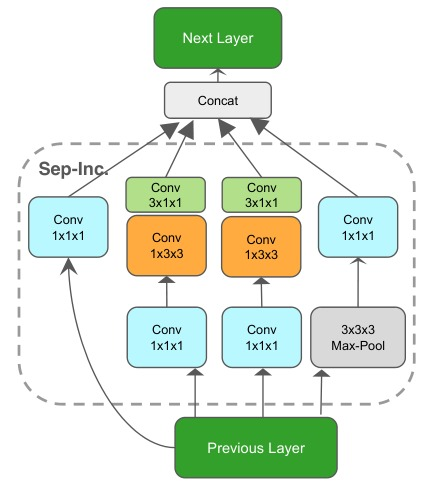 Next Layer
Concat
Sep-Inc.
Conv
3x1x1
Conv
3x1x1
Conv
1x1x1
Conv
1x3x3
Conv
1x3x3
Conv
1x1x1
Conv
1x1x1
Conv
1x1x1
3x3x3
Max-Pool
Previous Layer